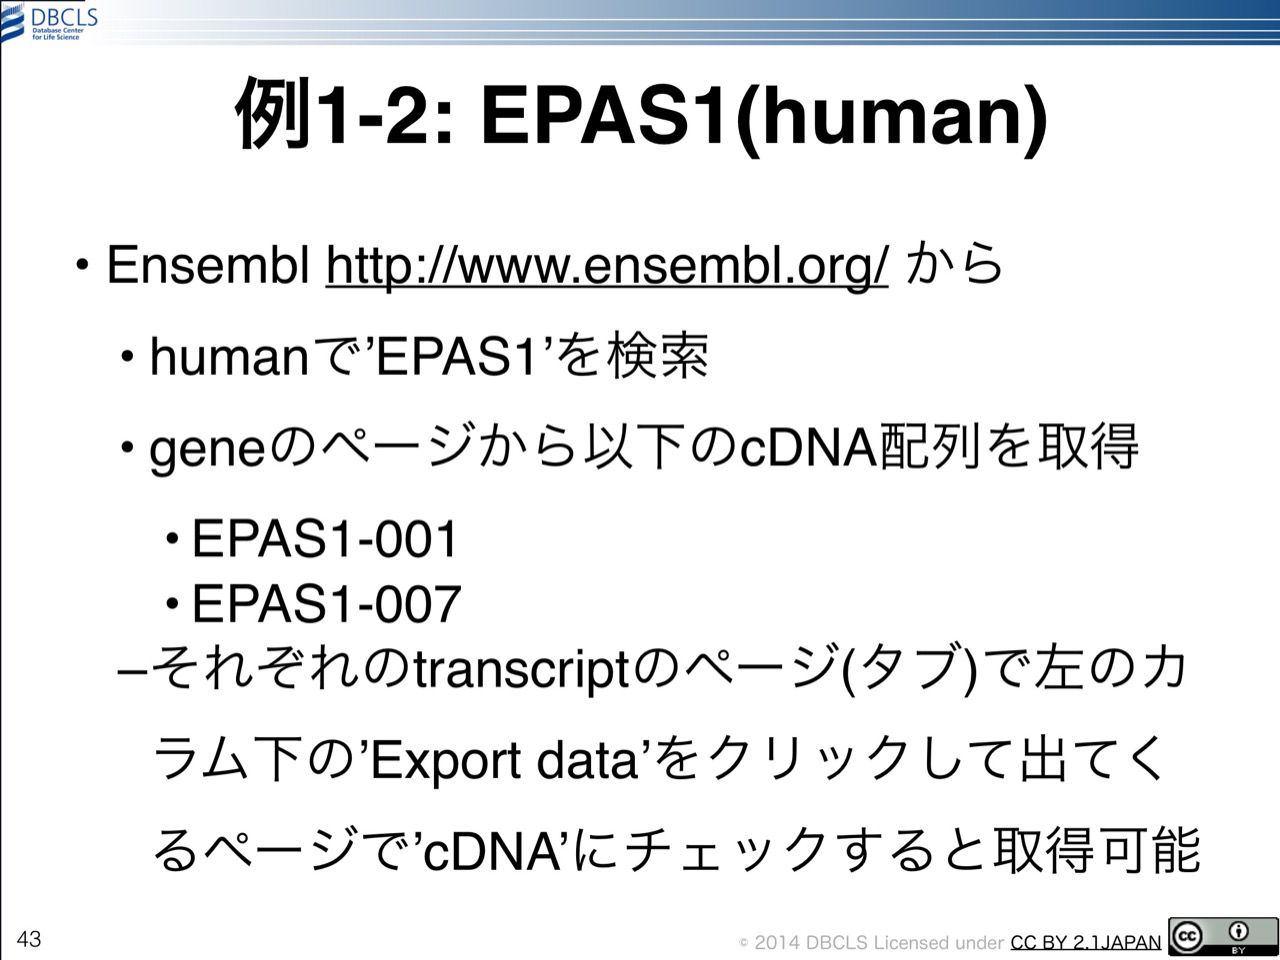 DBCLS
Database Center
for Life Science
例1-2: EPAS1(human)
• Ensembl http://www.ensembl.org/ から
• humanで’EPAS1’を検索
• geneのページから以下のcDNA配列を取得
• EPAS1-001
• EPAS1-007
–それぞれのtranscriptのページ(タブ)で左のカ
ラム下の’Export data’をクリックして出てく
るページで’cDNA’にチェックすると取得可能
43
© 2014 DBCLS Licensed under CC BY 2.1JAPAN
cc
BY